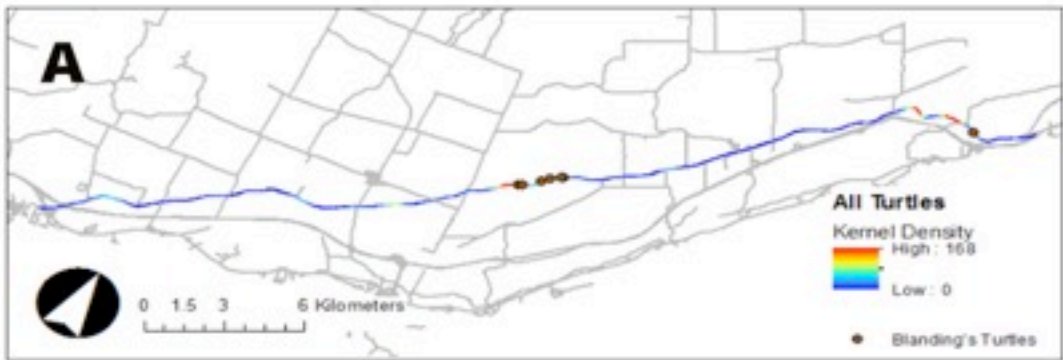 A
All Turtles
Kernel Density
High : 168
Low : 0
0 1.5 3 6 Kilometers
Blanding's Turtles